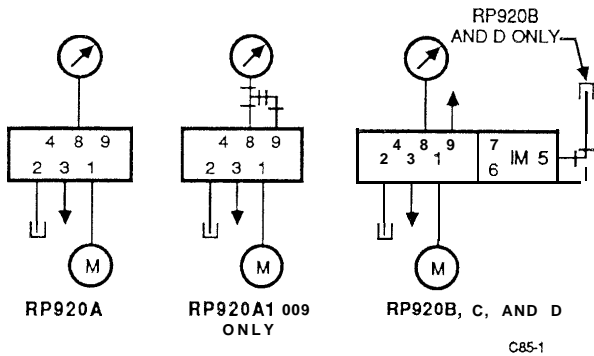 RP920B
AND D ONLY
4 8 9
2 3 1
M
RP920A
4 8 9
2 3 1
M
RP920A1 009
ONLY
4 8 9 7
2 3 1 6 IM 5
M
RP920B, C, AND D
C85-1